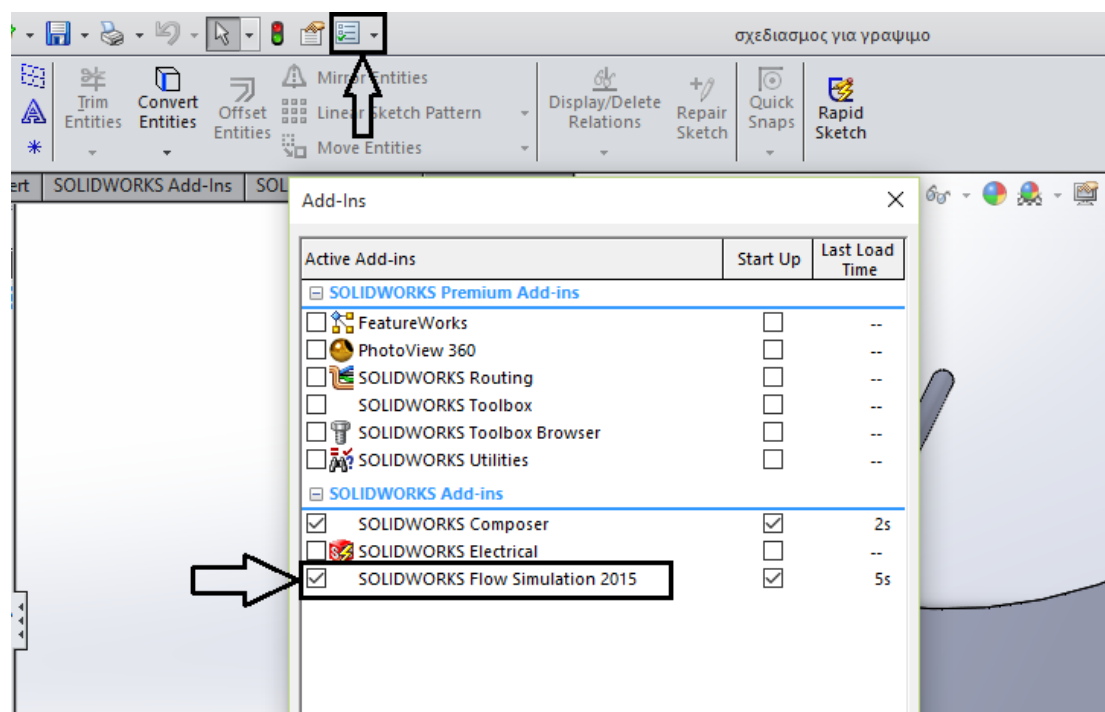 σχεδιασμος για γραψιμο
Trim Entities
Convert Entities
Offset Entities
Mirror Entities
Linear Sketch Pattern
Move Entities
Display/Delete Relations
Repair Sketch
Quick Snaps
Rapid Sketch
ert
SOLIDWORKS Add-Ins
SOL
Add-Ins
Active Add-ins
Start Up
Last Load Time
SOLIDWORKS Premium Add-ins
FeatureWorks --
PhotoView 360 --
SOLIDWORKS Routing --
SOLIDWORKS Toolbox --
SOLIDWORKS Toolbox Browser --
SOLIDWORKS Utilities --
SOLIDWORKS Add-ins
SOLIDWORKS Composer 2s
SOLIDWORKS Electrical --
SOLIDWORKS Flow Simulation 2015 5s